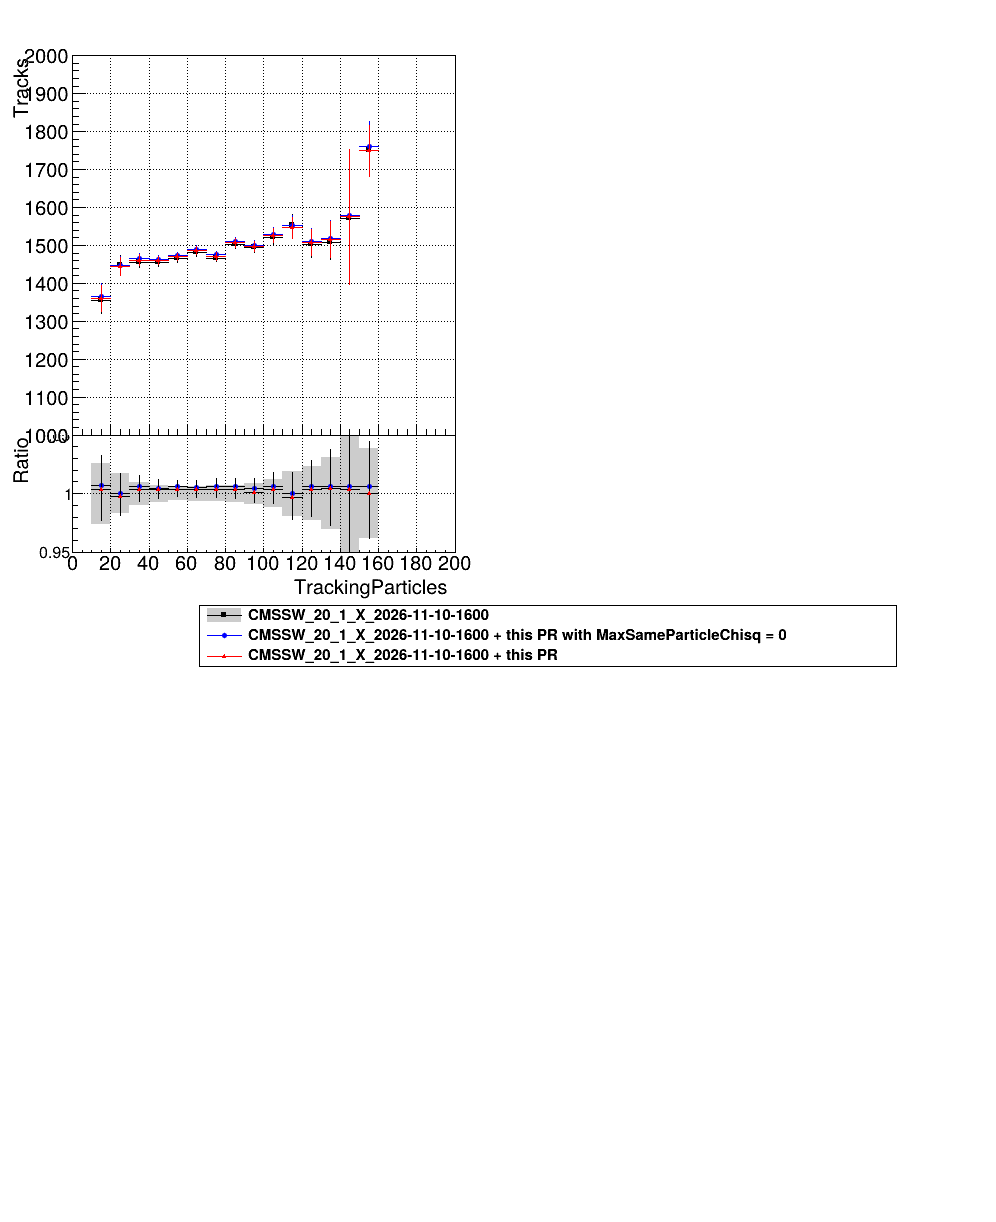 Tracks
2000
1900
1800
1700
1600
1500
1400
1300
1200
1100
1000
Ratio
1
0.95
0 20 40 60 80 100 120 140 160 180 200
TrackingParticles
CMSSW_20_1_X_2026-11-10-1600
CMSSW_20_1_X_2026-11-10-1600 + this PR with MaxSameParticleChisq = 0
CMSSW_20_1_X_2026-11-10-1600 + this PR